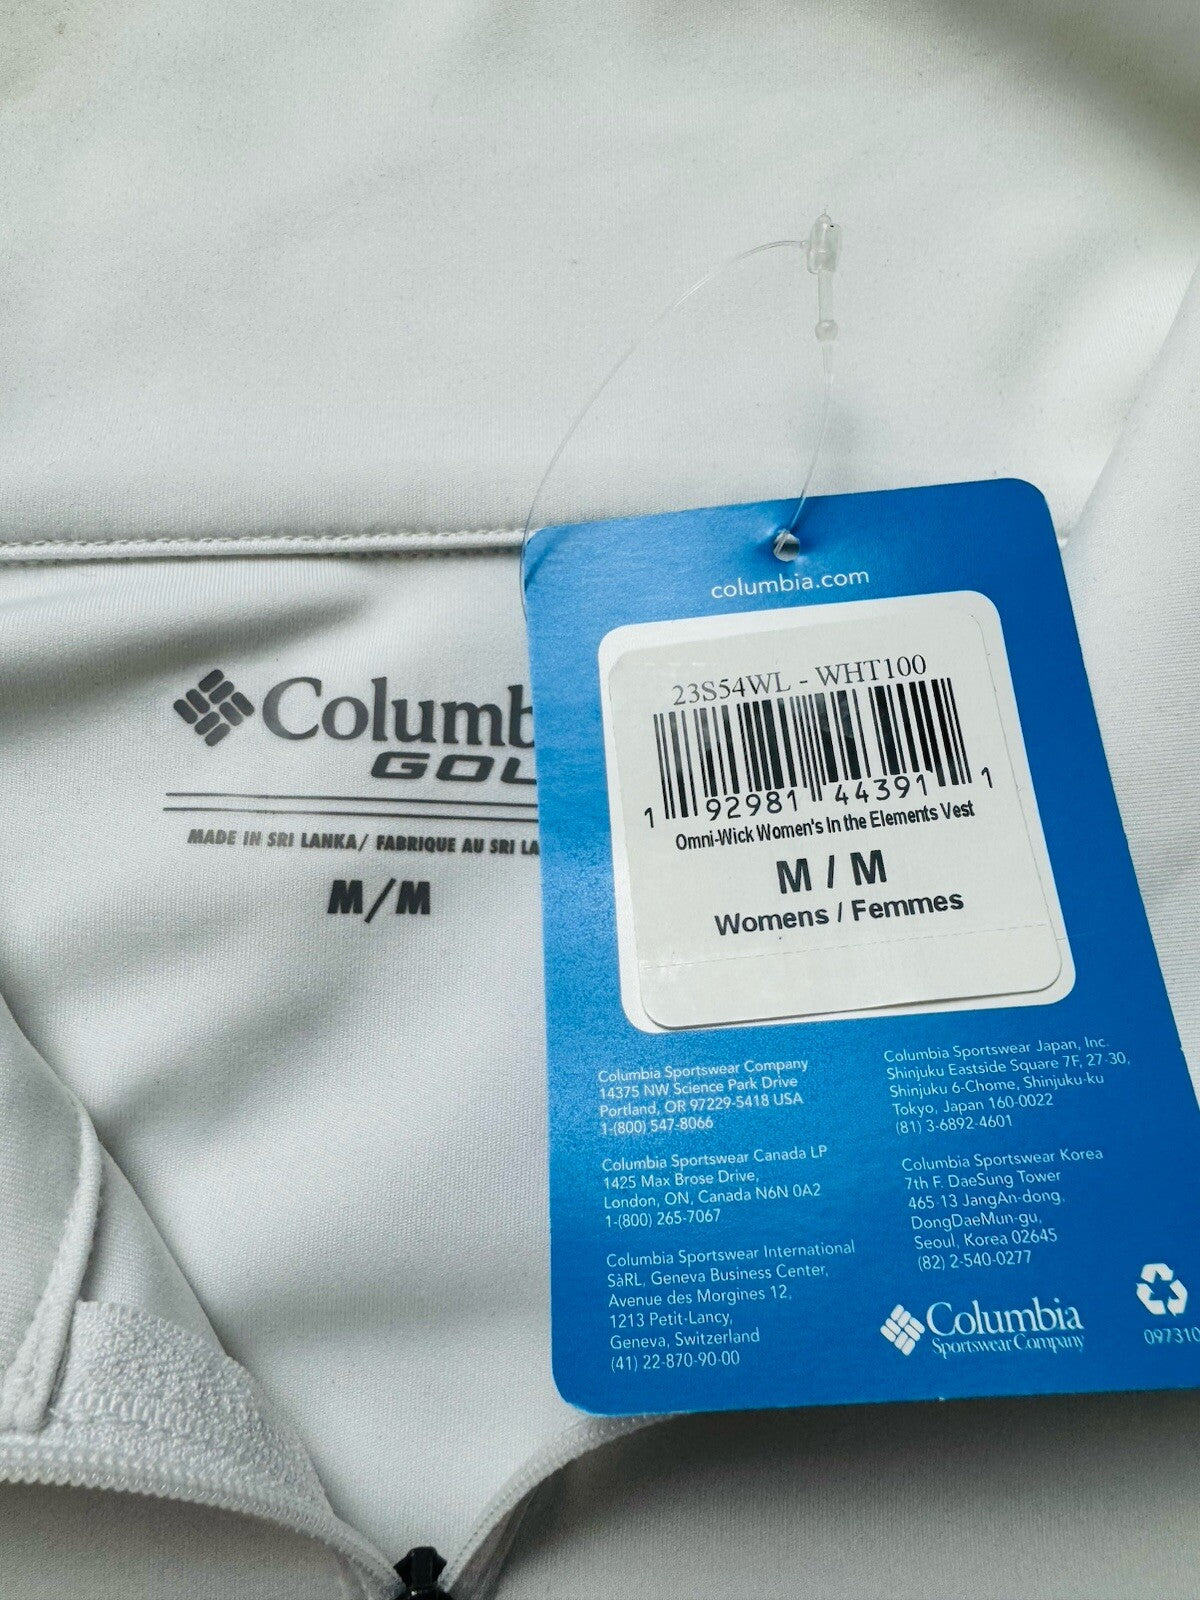 Columb
GOL
MADE IN SRI LANKA/ FABRIQUE AU SRI LA
M/M
columbia.com
23S54WL - WHT100
1 92981 44391 1
Omni-Wick Women's In the Elements Vest
M / M
Womens / Femmes
Columbia Sportswear Company
14375 NW Science Park Drive
Portland, OR 97229-5418 USA
1-(800) 547-8066
Columbia Sportswear Canada LP
1425 Max Brose Drive,
London, ON, Canada N6N 0A2
1-(800) 265-7067
Columbia Sportswear International
SàRL, Geneva Business Center,
Avenue des Morgines 12,
1213 Petit-Lancy,
Geneva, Switzerland
(41) 22-870-90-00
Columbia Sportswear Japan, Inc.
Shinjuku Eastside Square 7F, 27-30,
Shinjuku 6-Chome, Shinjuku-ku
Tokyo, Japan 160-0022
(81) 3-6892-4601
Columbia Sportswear Korea
7th F. DaeSung Tower
465-13 JangAn-dong,
DongDaeMun-gu,
Seoul, Korea 02645
(82) 2-540-0277
Columbia
Sportswear Company
097310